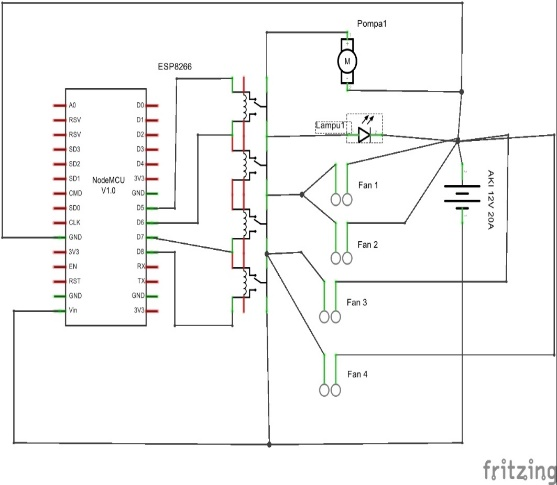 Pompa1
M
ESP8266
Lampu1
NodeMCU
V1.0
A0
RSV
RSV
SD3
SD2
SD1
CMD
SD0
CLK
GND
3V3
EN
RST
GND
Vin
D0
D1
D2
D3
D4
3V3
GND
D5
D6
D7
D8
RX
TX
GND
3V3
Fan 1
Fan 2
Fan 3
Fan 4
AKI 12V 20A
fritzing